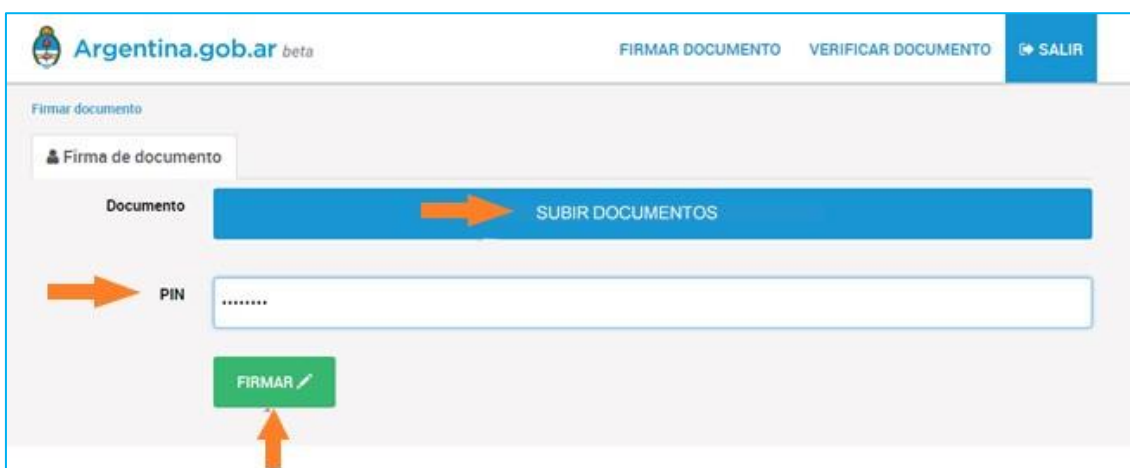 Argentina.gob.ar beta
FIRMAR DOCUMENTO VERIFICAR DOCUMENTO SALIR
Firmar documento
Firma de documento
Documento
SUBIR DOCUMENTOS
PIN
........
FIRMAR